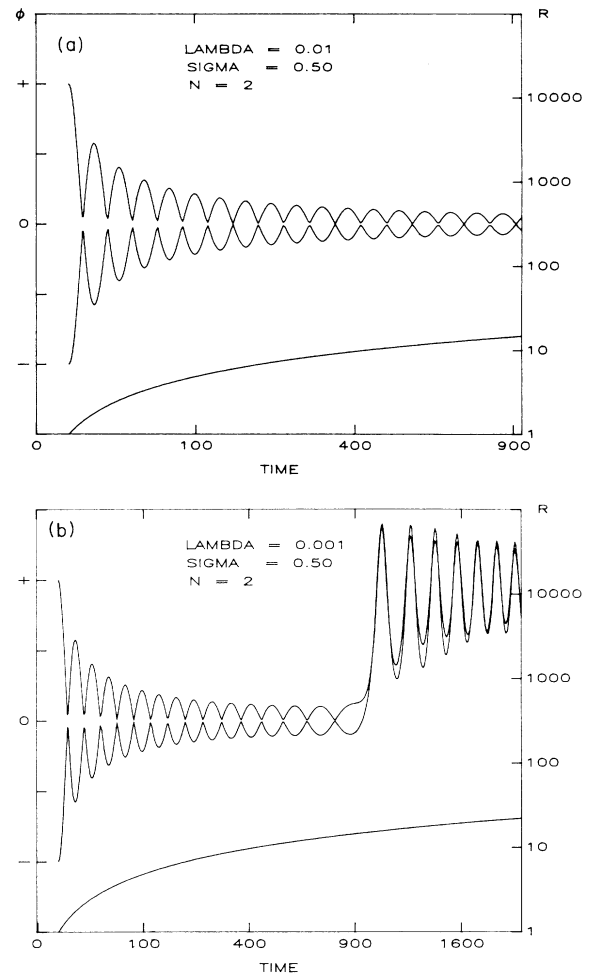 ϕ R
(a)
LAMBDA = 0.01
SIGMA = 0.50
N = 2
+ 10000
1000
0
100
— 10
1
0 100 400 900
TIME
R
(b)
LAMBDA = 0.001
SIGMA = 0.50
N = 2
+ 10000
1000
0
100
— 10
1
0 100 400 900 1600
TIME